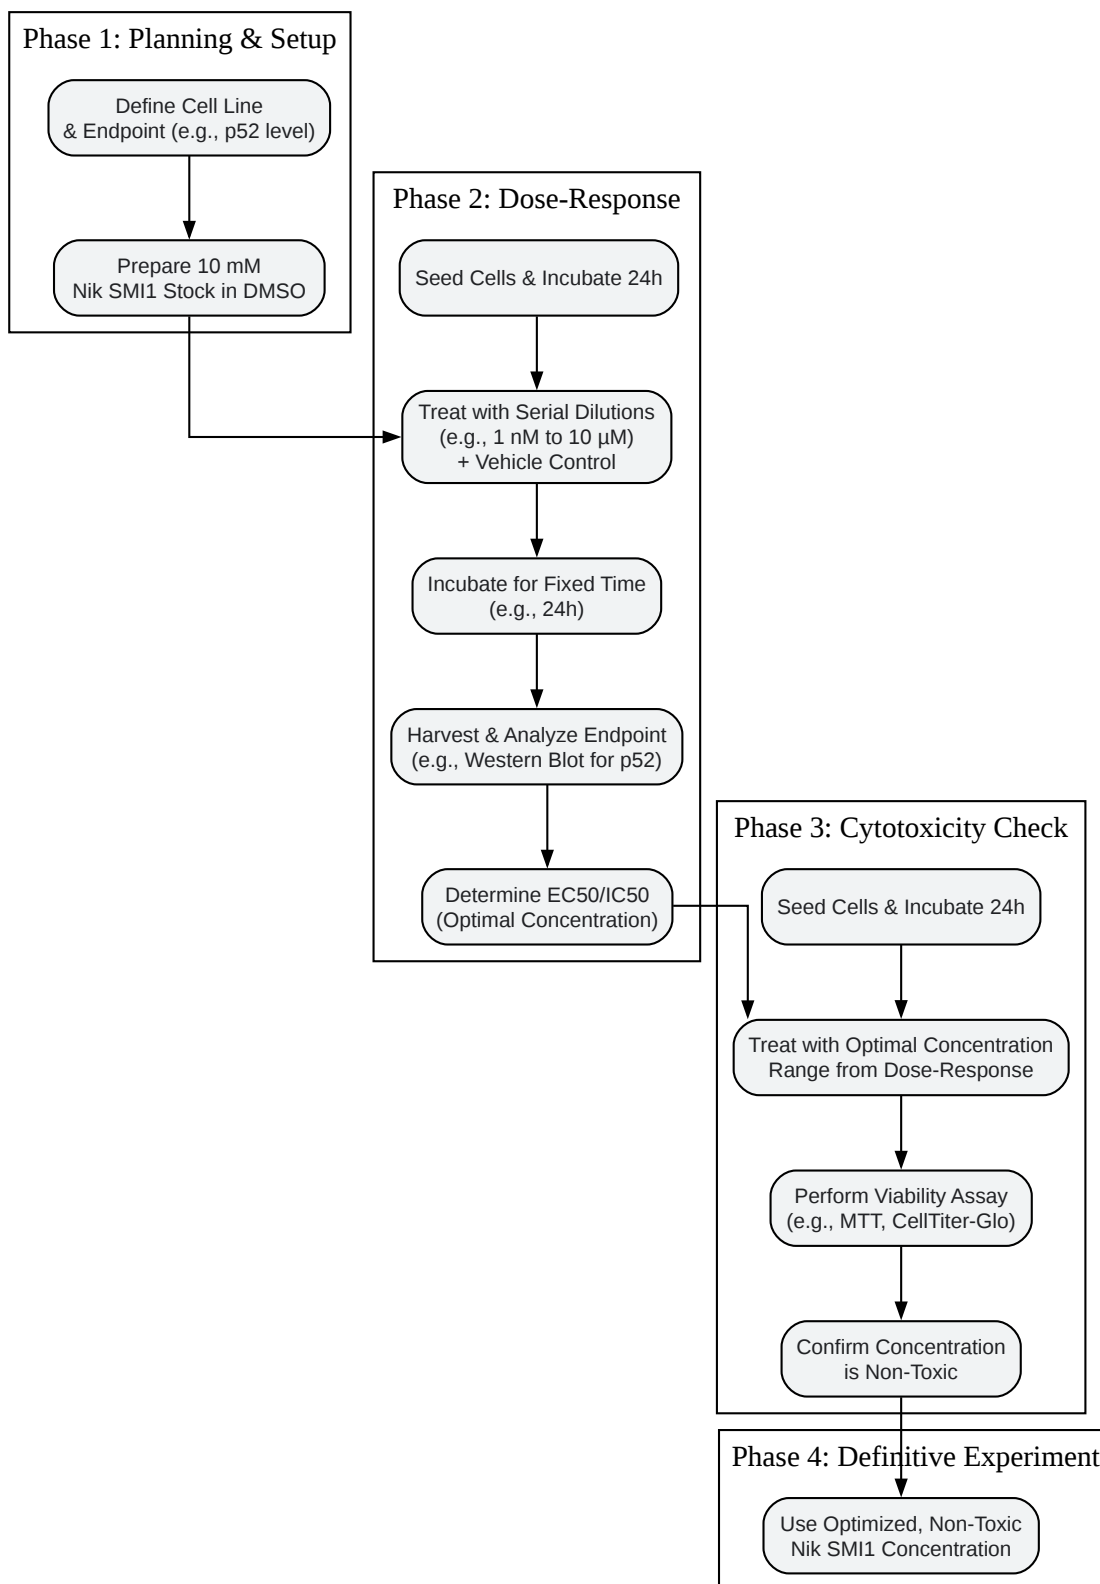 Phase 1: Planning & Setup
Define Cell Line
& Endpoint (e.g., p52 level)
Prepare 10 mM
Nik SMI1 Stock in DMSO
Phase 2: Dose-Response
Seed Cells & Incubate 24h
Treat with Serial Dilutions
(e.g., 1 nM to 10 µM)
+ Vehicle Control
Incubate for Fixed Time
(e.g., 24h)
Harvest & Analyze Endpoint
(e.g., Western Blot for p52)
Determine EC50/IC50
(Optimal Concentration)
Phase 3: Cytotoxicity Check
Seed Cells & Incubate 24h
Treat with Optimal Concentration
Range from Dose-Response
Perform Viability Assay
(e.g., MTT, CellTiter-Glo)
Confirm Concentration
is Non-Toxic
Phase 4: Definitive Experiment
Use Optimized, Non-Toxic
Nik SMI1 Concentration